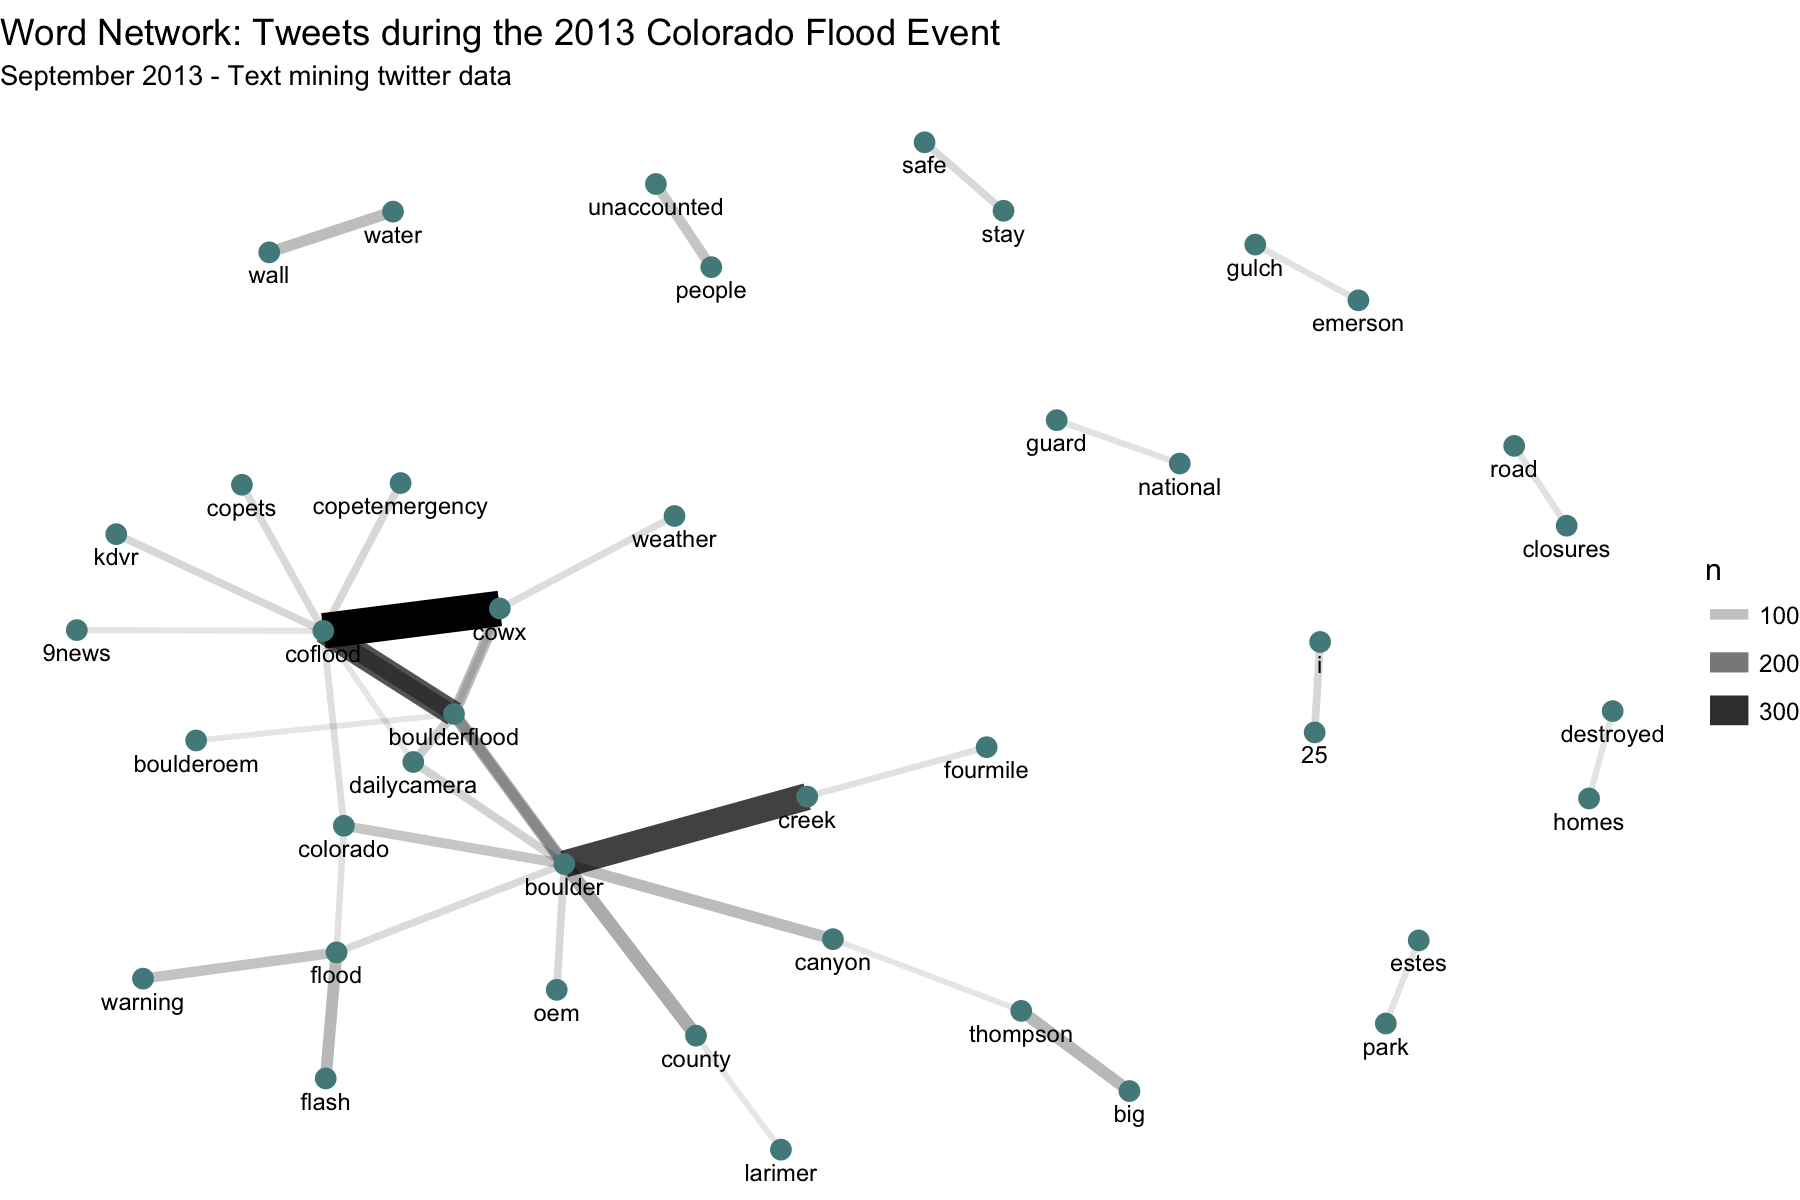 Word Network: Tweets during the 2013 Colorado Flood Event
September 2013 - Text mining twitter data
safe
unaccounted
stay
water
wall
gulch
people
emerson
guard
road
national
copets
copetemergency
weather
closures
kdvr
n
100
cowx
9news
coflood
200
i
300
boulderflood
destroyed
25
boulderoem
fourmile
dailycamera
creek
homes
colorado
boulder
canyon
estes
flood
warning
oem
thompson
park
county
flash
big
larimer